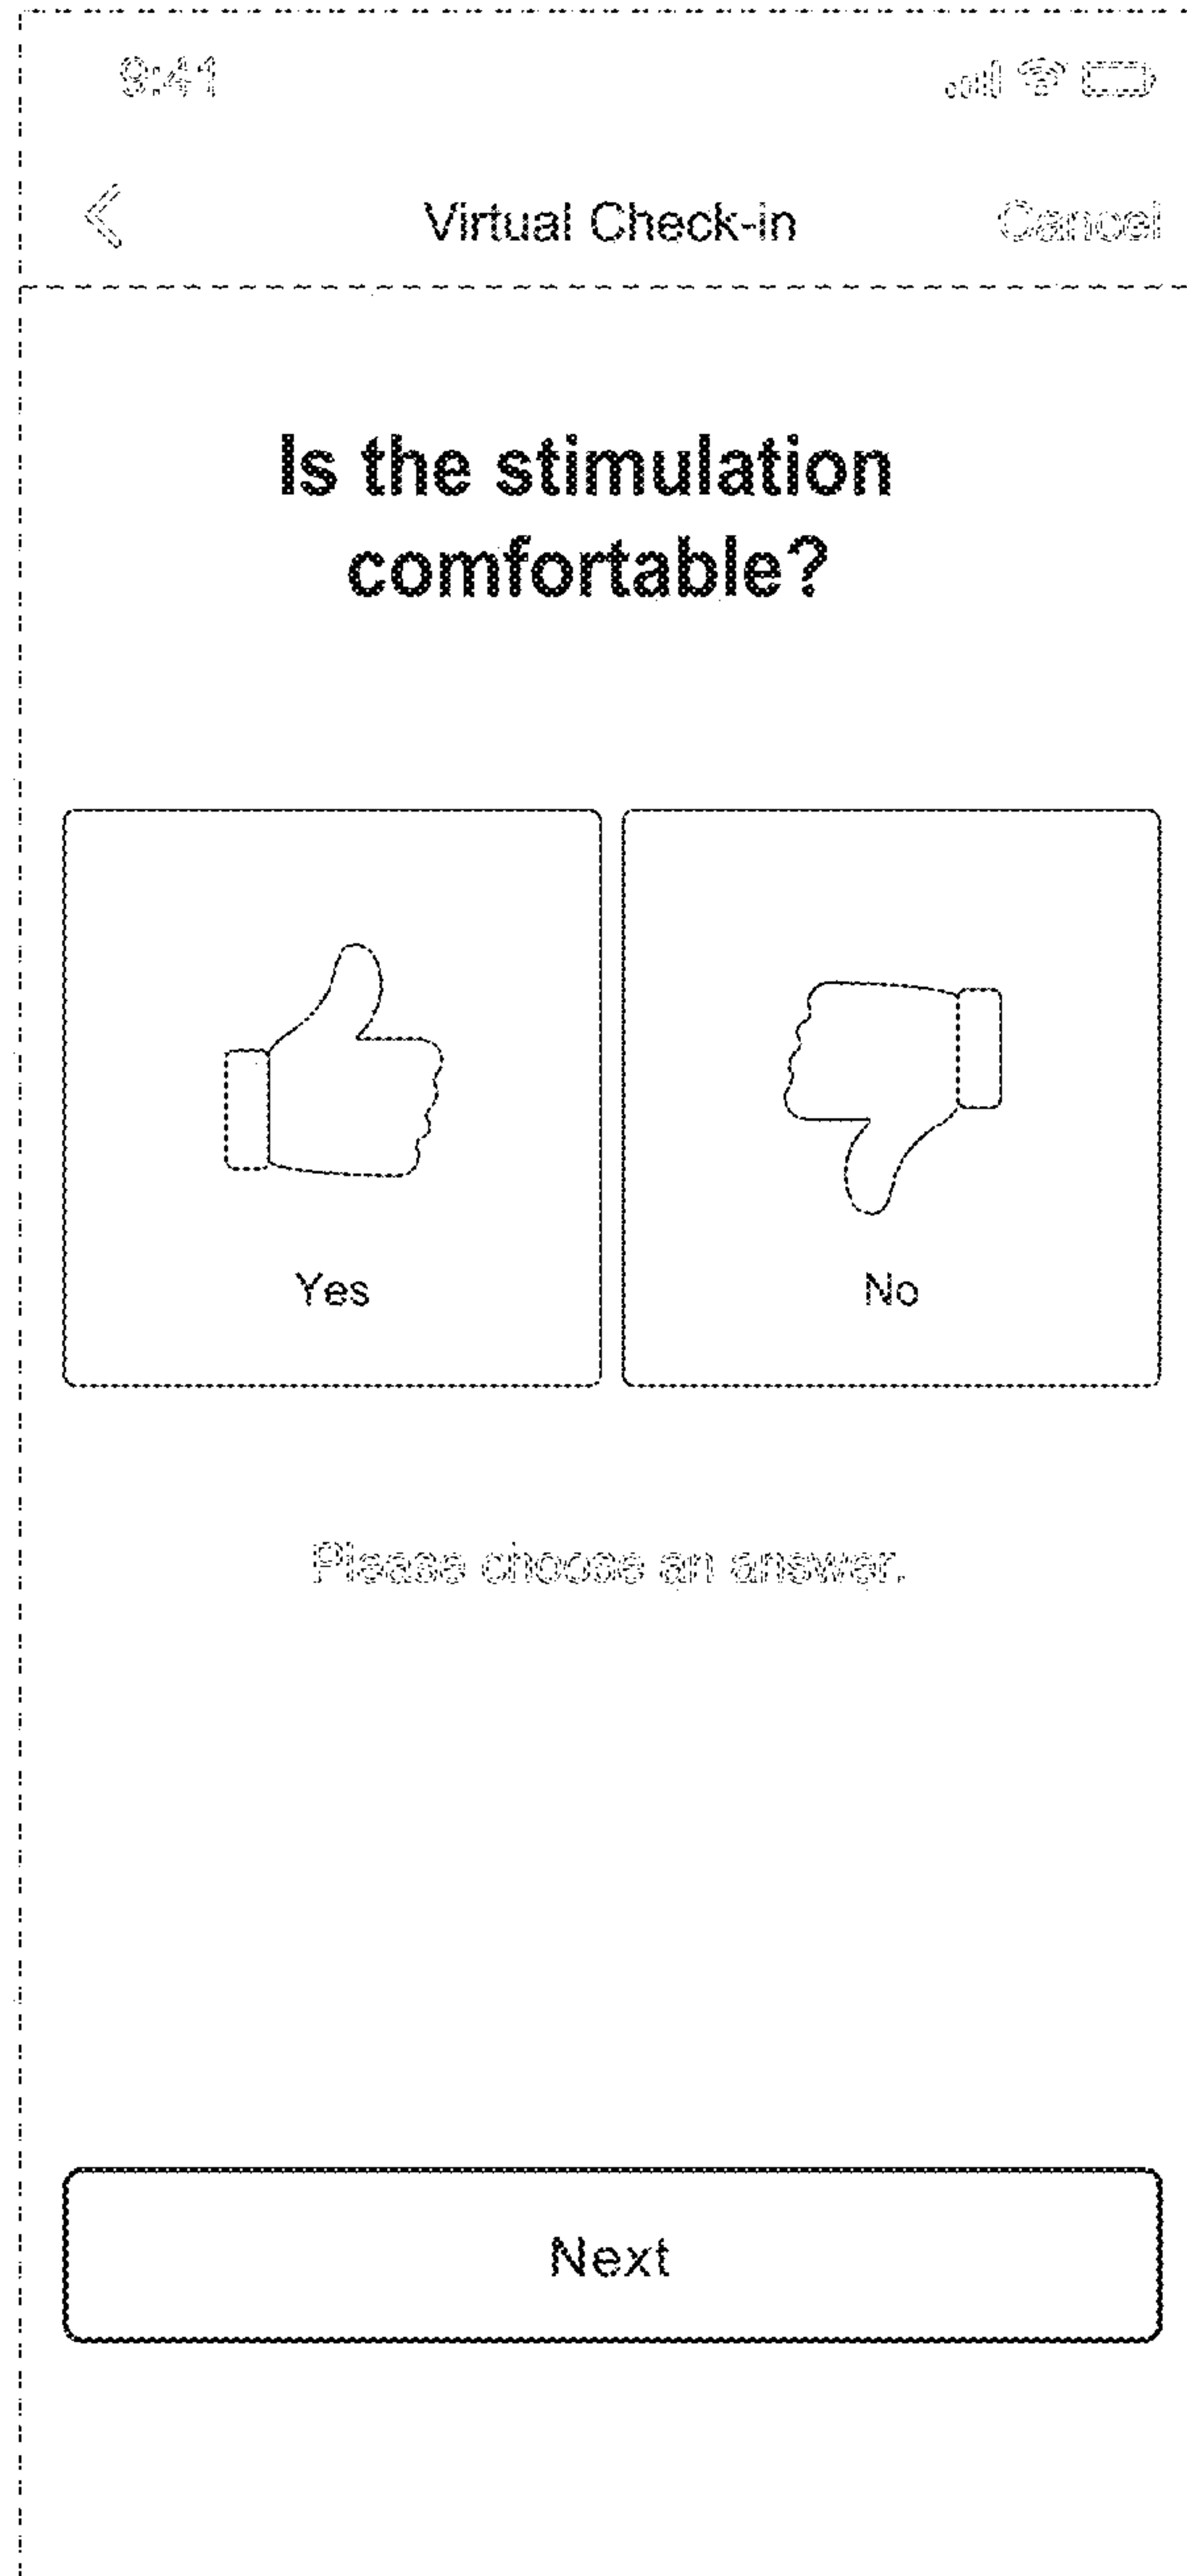 9:41
Virtual Check-in Cancel
Is the stimulation
comfortable?
Yes No
Please choose an answer.
Next